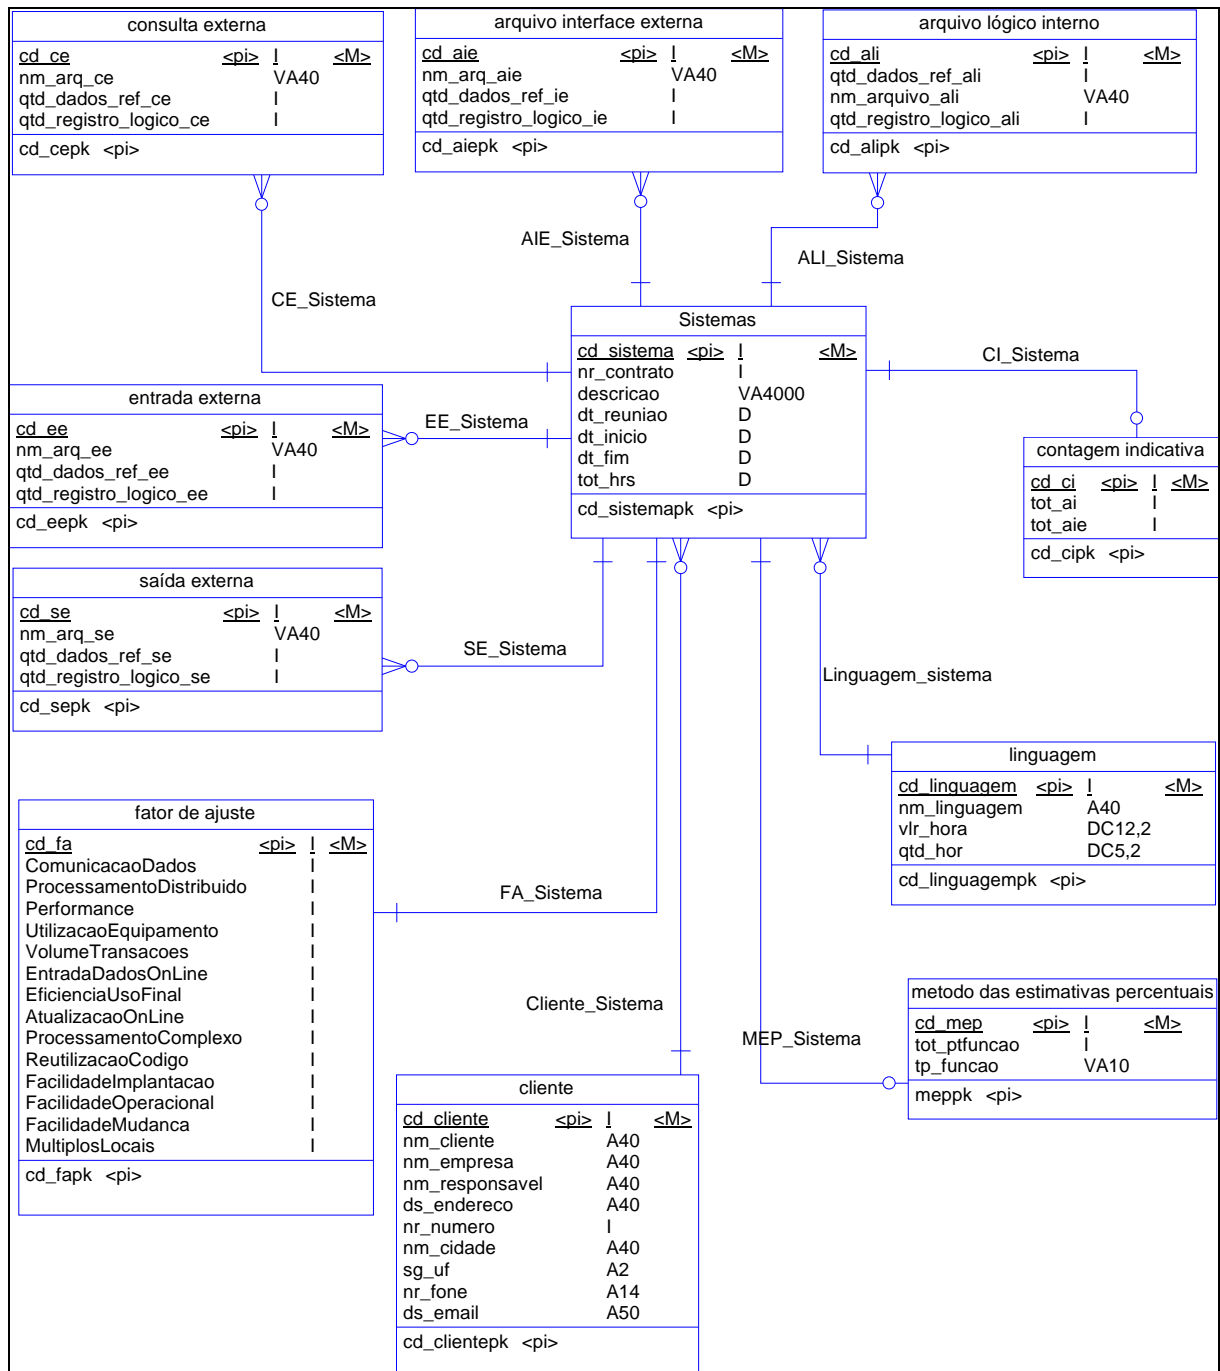 consulta externa
cd_ce <pi> I <M>
nm_arq_ce VA40
qtd_dados_ref_ce I
qtd_registro_logico_ce I
cd_cepk <pi>
arquivo interface externa
cd_aie <pi> I <M>
nm_arq_aie VA40
qtd_dados_ref_ie I
qtd_registro_logico_ie I
cd_aiepk <pi>
arquivo lógico interno
cd_ali <pi> I <M>
qtd_dados_ref_ali I
nm_arquivo_ali VA40
qtd_registro_logico_ali I
cd_alipk <pi>
AIE_Sistema
ALI_Sistema
CE_Sistema
Sistemas
cd_sistema <pi> I <M>
nr_contrato I
descricao VA4000
dt_reuniao D
dt_inicio D
dt_fim D
tot_hrs D
cd_sistemapk <pi>
CI_Sistema
entrada externa
cd_ee <pi> I <M>
nm_arq_ee VA40
qtd_dados_ref_ee I
qtd_registro_logico_ee I
cd_eepk <pi>
EE_Sistema
contagem indicativa
cd_ci <pi> I <M>
tot_ai I
tot_aie I
cd_cipk <pi>
saída externa
cd_se <pi> I <M>
nm_arq_se VA40
qtd_dados_ref_se I
qtd_registro_logico_se I
cd_sepk <pi>
SE_Sistema
Linguagem_sistema
linguagem
cd_linguagem <pi> I <M>
nm_linguagem A40
vlr_hora DC12,2
qtd_hor DC5,2
cd_linguagempk <pi>
fator de ajuste
cd_fa <pi> I <M>
ComunicacaoDados I
ProcessamentoDistribuido I
Performance I
UtilizacaoEquipamento I
VolumeTransacoes I
EntradaDadosOnLine I
EficienciaUsoFinal I
AtualizacaoOnLine I
ProcessamentoComplexo I
ReutilizacaoCodigo I
FacilidadeImplantacao I
FacilidadeOperacional I
FacilidadeMudanca I
MultiplosLocais I
cd_fapk <pi>
FA_Sistema
Cliente_Sistema
MEP_Sistema
metodo das estimativas percentuais
cd_mep <pi> I <M>
tot_ptfuncao I
tp_funcao VA10
meppk <pi>
cliente
cd_cliente <pi> I <M>
nm_cliente A40
nm_empresa A40
nm_responsavel A40
ds_endereco A40
nr_numero I
nm_cidade A40
sg_uf A2
nr_fone A14
ds_email A50
cd_clientepk <pi>